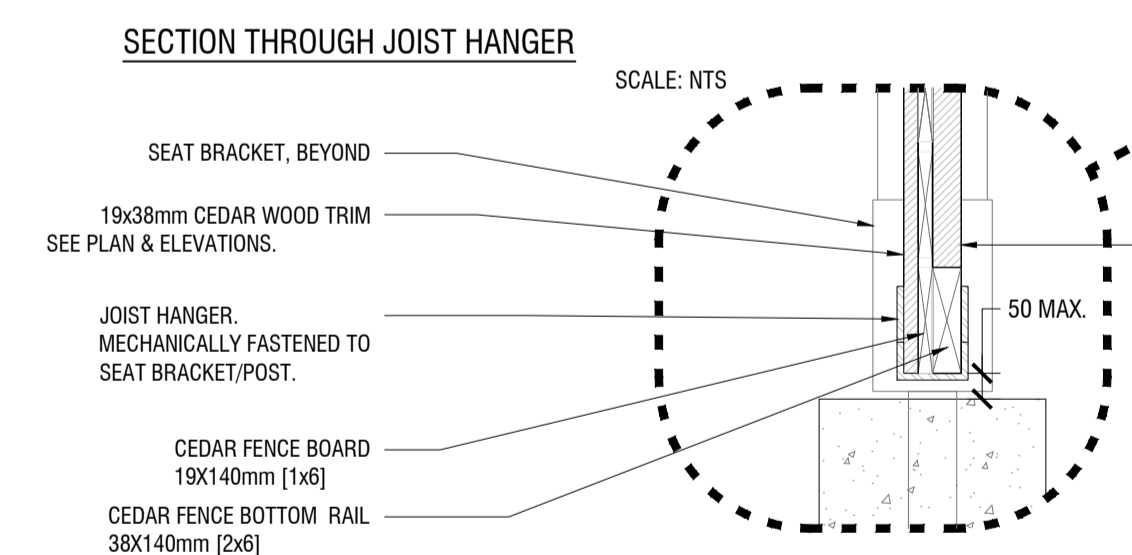 SECTION THROUGH JOIST HANGER
SCALE: NTS
SEAT BRACKET, BEYOND
19x38mm CEDAR WOOD TRIM
SEE PLAN & ELEVATIONS.
JOIST HANGER.
MECHANICALLY FASTENED TO
SEAT BRACKET/POST.
50 MAX.
CEDAR FENCE BOARD
19X140mm [1x6]
CEDAR FENCE BOTTOM RAIL
38X140mm [2x6]